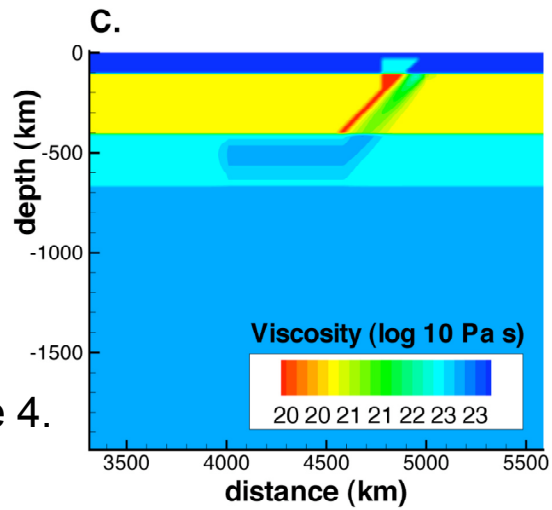 C.
0
-500
-1000
-1500
depth (km)
Viscosity (log 10 Pa s)
20 20 21 21 22 23 23
e 4.
3500 4000 4500 5000 5500
distance (km)